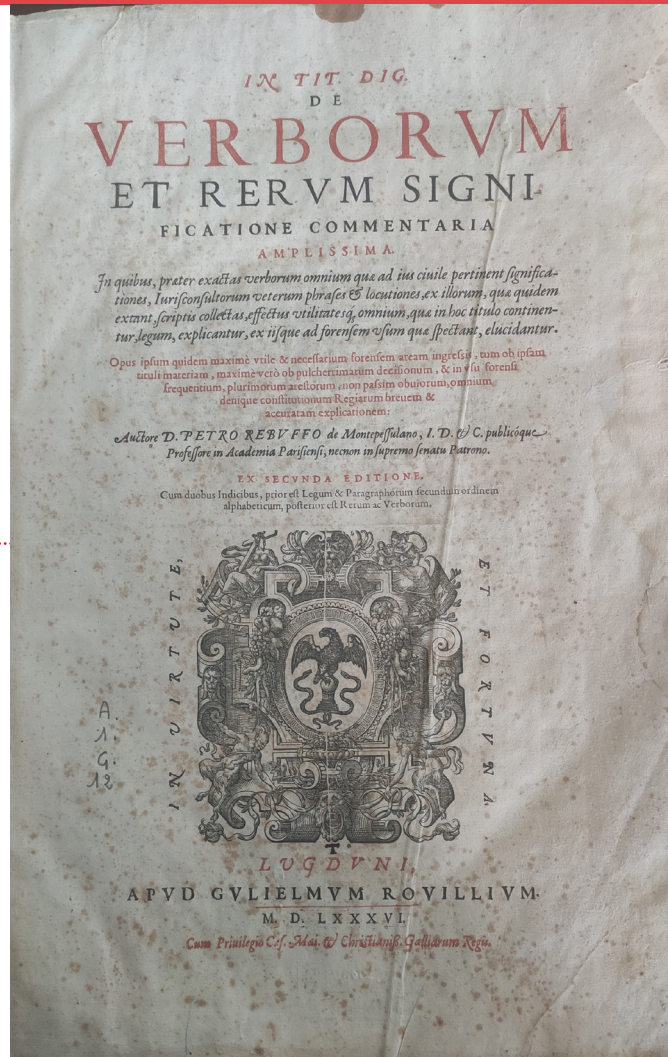 IN TIT. DIG.
DE
VERBORVM
ET RERVM SIGNI-
FICATIONE COMMENTARIA
AMPLISSIMA.
In quibus, præter exactas verborum omnium quæ ad ius ciuile pertinent significa-
tiones, Iurisconsultorum veterum phrases & locutiones, ex illorum, quæ quidem
extant, scriptis collectas, effectus vtilitatesq́, omnium, quæ in hoc titulo continen-
tur, legum, explicantur, ex iisque ad forensem vsum quæ spectant, elucidantur.
Opus ipsum quidem maximè vtile & necessarium forensem aream ingressis, tum ob ipsam
tituli materiam, maximè verò ob pulcherrimarum decisionum, & in vsu forensi
frequentium, plurimorum arestorum, non passim obuiorum, omnium
denique constitutionum Regiarum breuem &
accuratam explicationem:
Auctore D. PETRO REBVFFO de Montepessulano, I. D. & C. publicóque
Professore in Academia Parisiensi, necnon in supremo senatu Patrono.
EX SECVNDA EDITIONE.
Cum duobus Indicibus, prior est Legum & Paragraphorum secundum ordinem
alphabeticum, posterior est Rerum ac Verborum.
IN VIRTVTE,
ET FORTVNA.
A.
1.
G.
12
LVGDVNI,
APVD GVLIELMVM ROVILLIVM.
M. D. LXXXVI.
Cum Priuilegio Cæs. Mai. & Christianiss. Galliarum Regis.